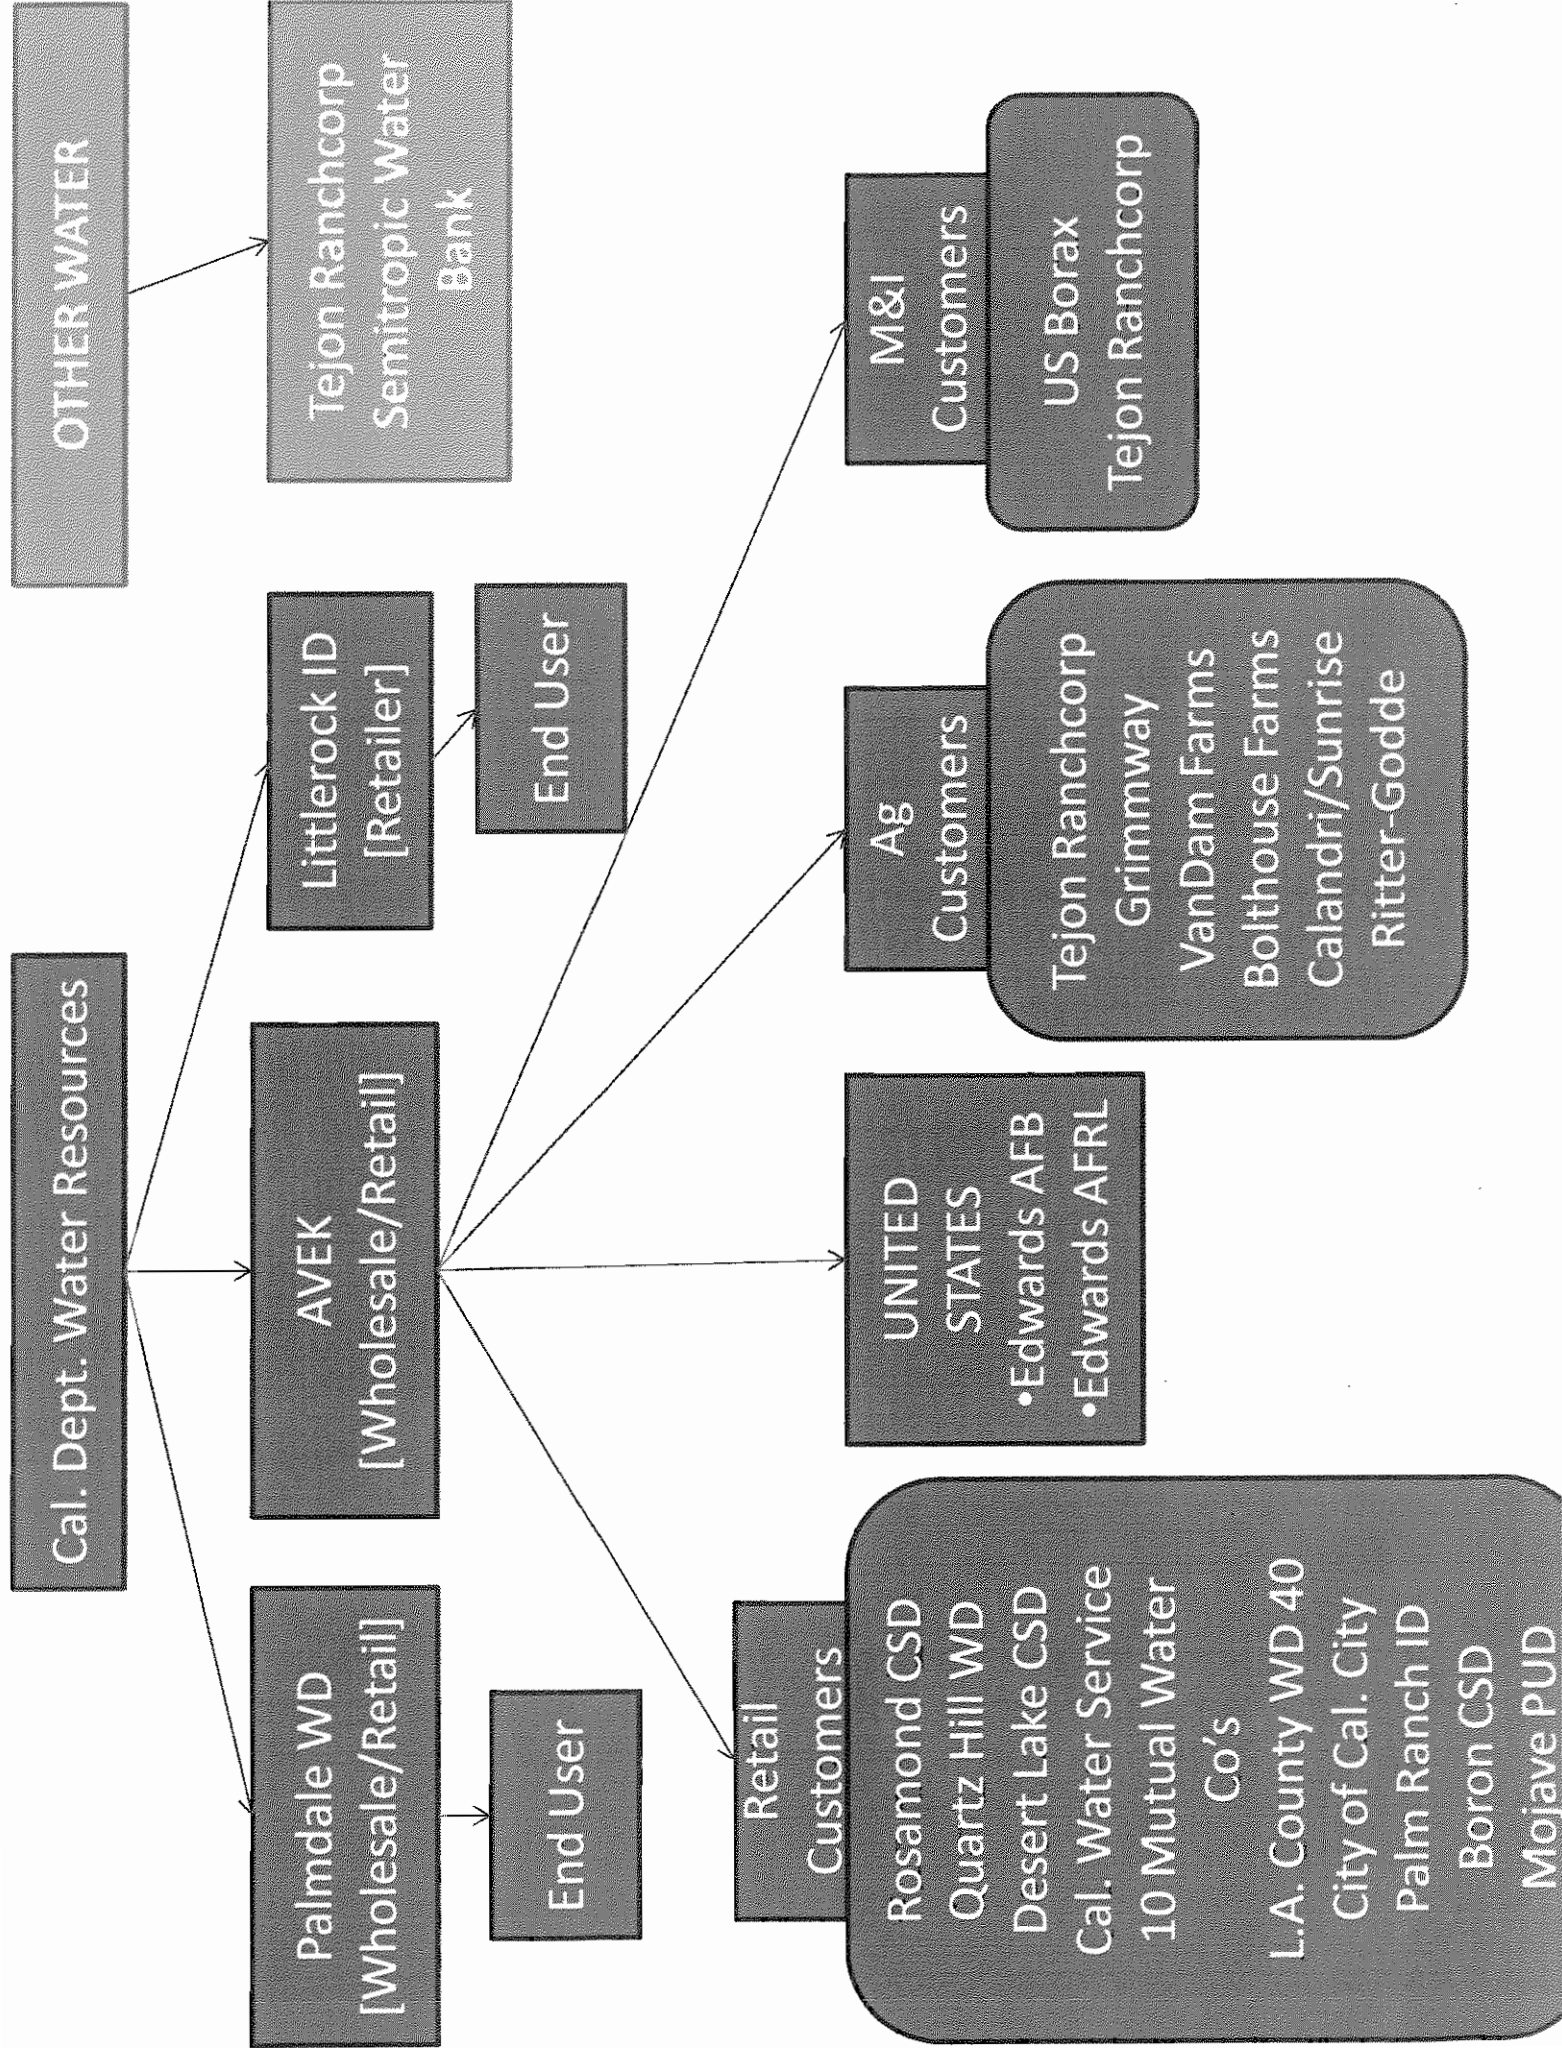 Cal. Dept. Water Resources
OTHER WATER
Palmdale WD
[Wholesale/Retail]
AVEK
[Wholesale/Retail]
Littlerock ID
[Retailer]
Tejon Ranchcorp
Semitropic Water
Bank
End User
End User
Retail
Customers
Rosamond CSD
Quartz Hill WD
Desert Lake CSD
Cal. Water Service
10 Mutual Water
Co's
L.A. County WD 40
City of Cal. City
Palm Ranch ID
Boron CSD
Mojave PUD
UNITED
STATES
•Edwards AFB
•Edwards AFRL
Ag
Customers
Tejon Ranchcorp
Grimmway
VanDam Farms
Bolthouse Farms
Calandri/Sunrise
Ritter-Godde
M&I
Customers
US Borax
Tejon Ranchcorp